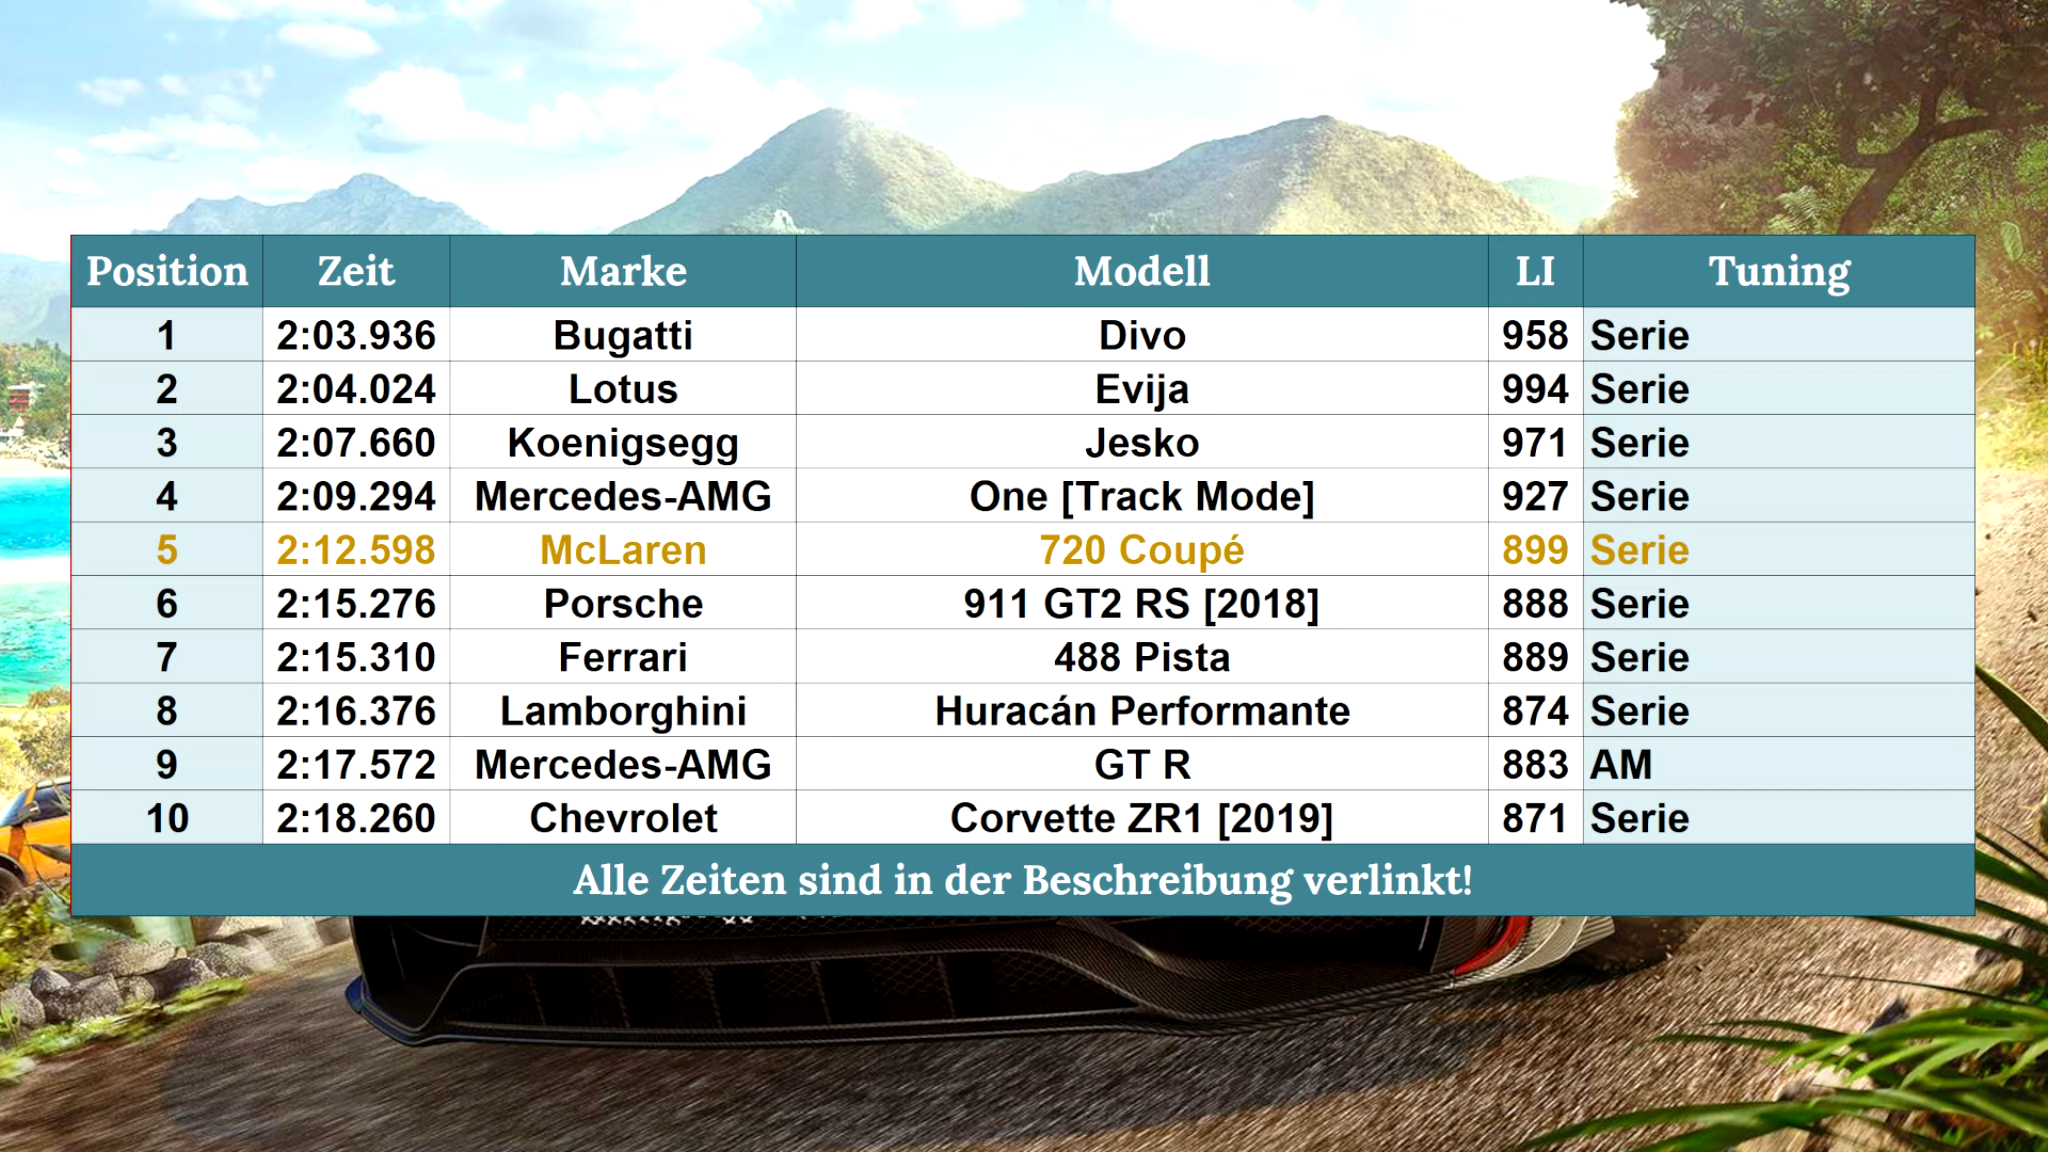 Position Zeit Marke Modell LI Tuning
1 2:03.936 Bugatti Divo 958 Serie
2 2:04.024 Lotus Evija 994 Serie
3 2:07.660 Koenigsegg Jesko 971 Serie
4 2:09.294 Mercedes-AMG One [Track Mode] 927 Serie
5 2:12.598 McLaren 720 Coupé 899 Serie
6 2:15.276 Porsche 911 GT2 RS [2018] 888 Serie
7 2:15.310 Ferrari 488 Pista 889 Serie
8 2:16.376 Lamborghini Huracán Performante 874 Serie
9 2:17.572 Mercedes-AMG GT R 883 AM
10 2:18.260 Chevrolet Corvette ZR1 [2019] 871 Serie
Alle Zeiten sind in der Beschreibung verlinkt!